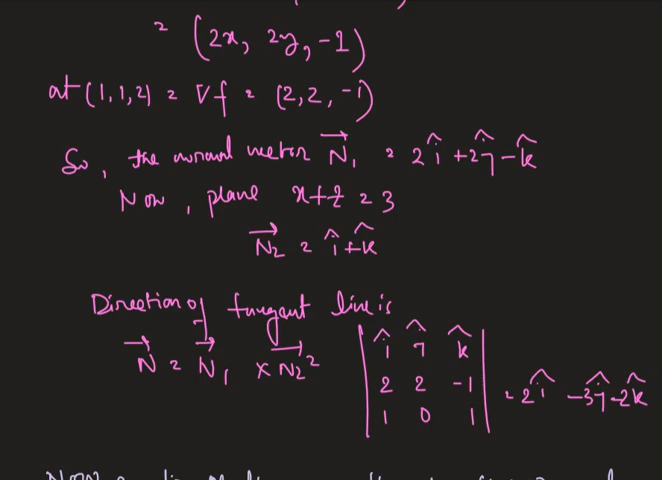 = (2x, 2y, -1)
at (1,1,2) = ∇f = (2,2,-1)
So, the normal vector N⃗₁ = 2î + 2ĵ - k̂
Now, plane x+z = 3
N⃗₂ = î + k̂
Direction of tangent line is
N⃗ = N⃗₁ × N⃗₂ = | î ĵ k̂ |
| 2 2 -1 | = 2î - 3ĵ - 2k̂
| 1 0 1 |